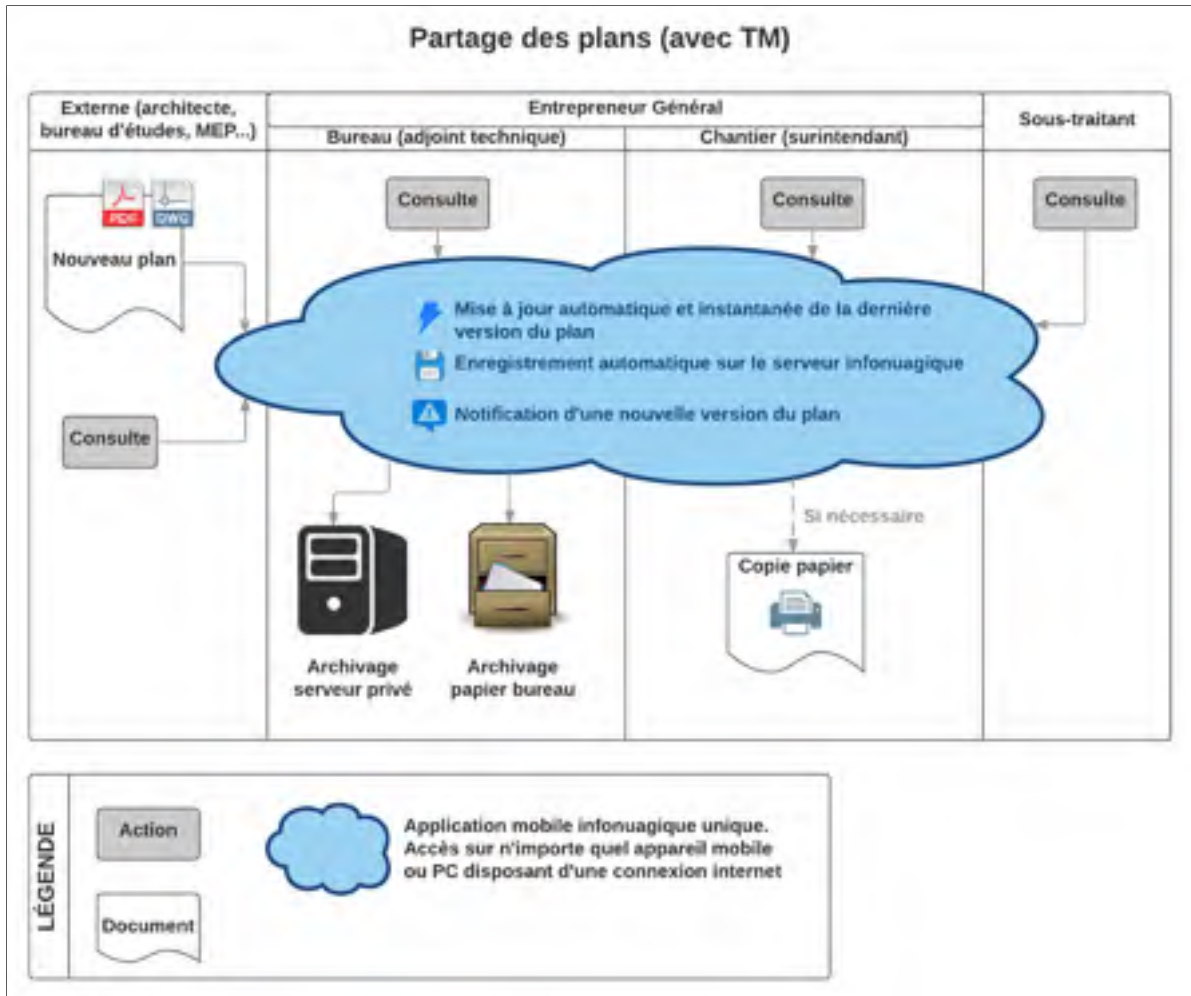 Partage des plans (avec TM)
Externe (architecte,
bureau d'études, MEP...)
Entrepreneur Général
Bureau (adjoint technique)
Chantier (surintendant)
Sous-traitant
PDF
DWG
Nouveau plan
Consulte
Consulte
Consulte
Mise à jour automatique et instantanée de la dernière
version du plan
Enregistrement automatique sur le serveur infonuagique
Notification d'une nouvelle version du plan
Consulte
Si nécessaire
Copie papier
Archivage
serveur privé
Archivage
papier bureau
LÉGENDE
Action
Document
Application mobile infonuagique unique.
Accès sur n'importe quel appareil mobile
ou PC disposant d'une connexion internet